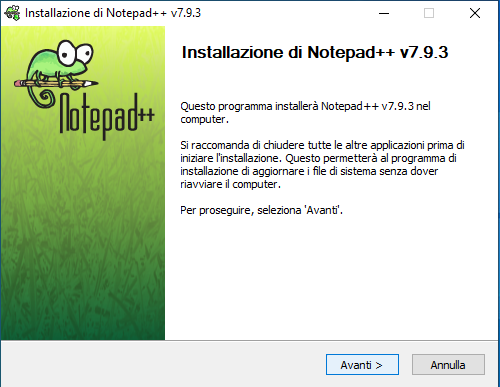 Installazione di Notepad++ v7.9.3
Notepad++
Installazione di Notepad++ v7.9.3
Questo programma installerà Notepad++ v7.9.3 nel
computer.
Si raccomanda di chiudere tutte le altre applicazioni prima di
iniziare l'installazione. Questo permetterà al programma di
installazione di aggiornare i file di sistema senza dover
riavviare il computer.
Per proseguire, seleziona 'Avanti'.
Avanti >
Annulla